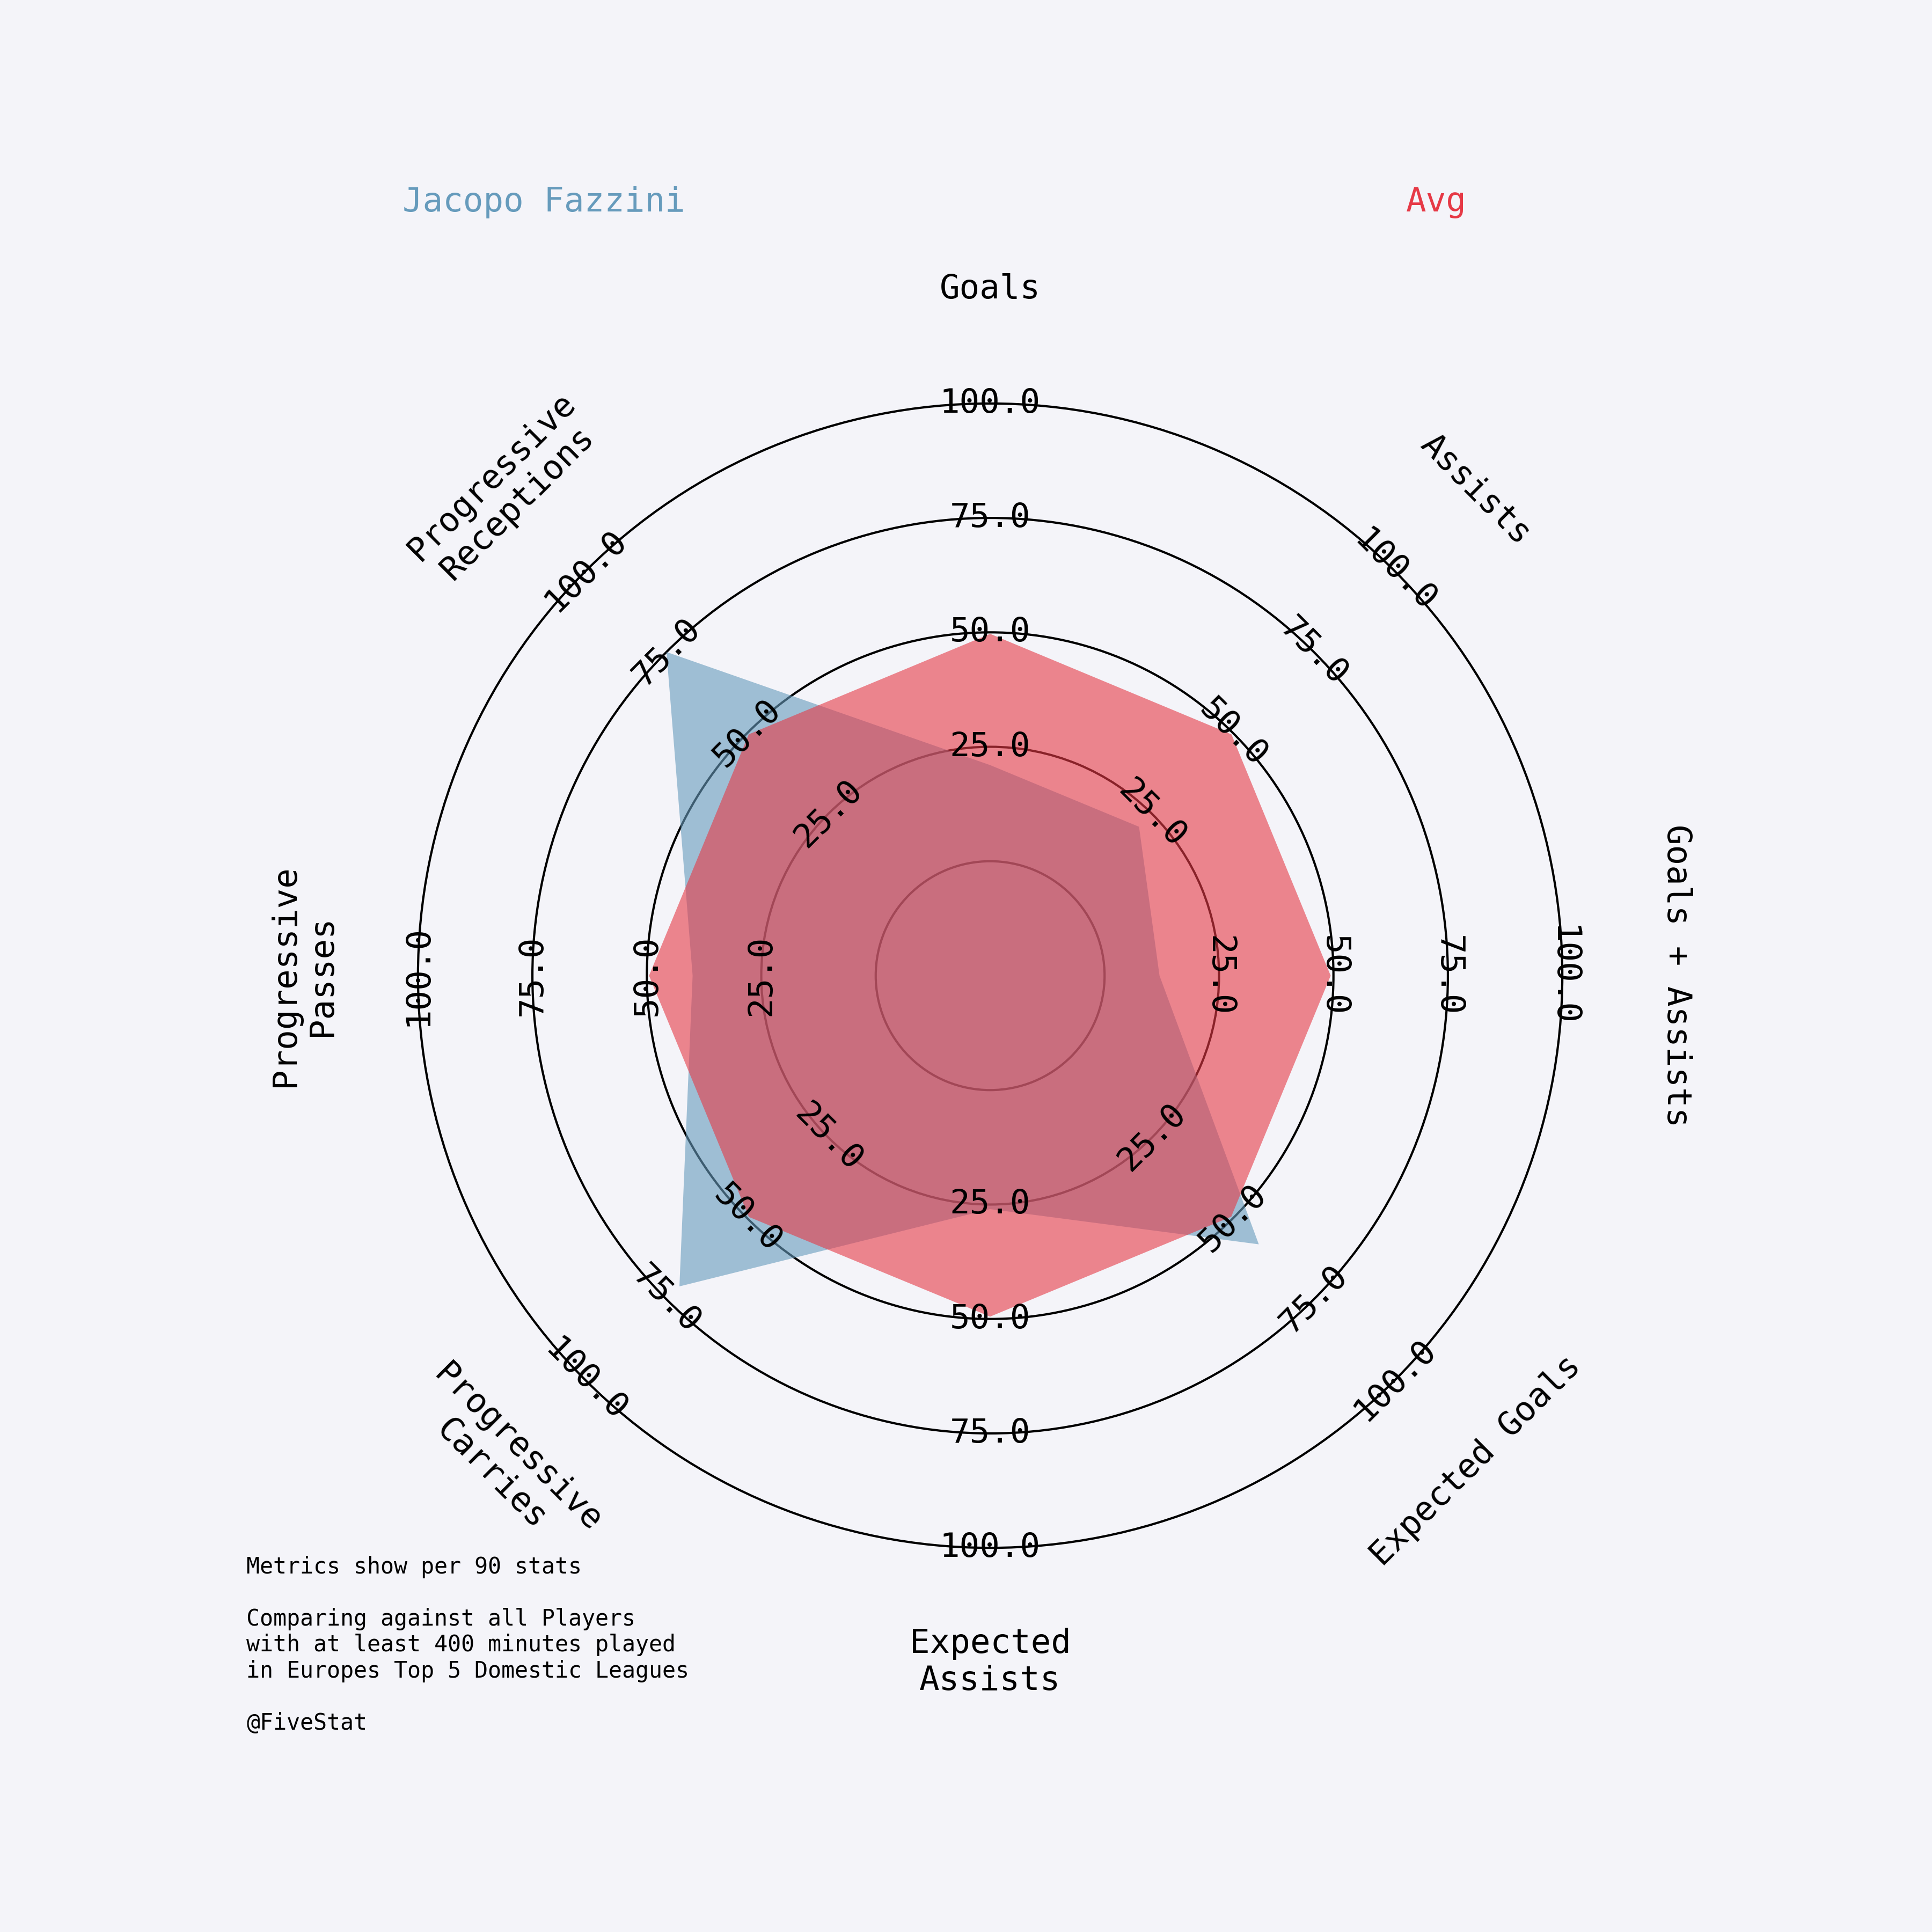 Jacopo Fazzini
Avg
Goals
Assists
Goals + Assists
Expected Goals
Expected
Assists
Progressive
Carries
Progressive
Passes
Progressive
Receptions
25.0
50.0
75.0
100.0
25.0
50.0
75.0
100.0
25.0
50.0
75.0
100.0
25.0
50.0
75.0
100.0
25.0
50.0
75.0
100.0
25.0
50.0
75.0
100.0
25.0
50.0
75.0
100.0
25.0
50.0
75.0
100.0
Metrics show per 90 stats
Comparing against all Players
with at least 400 minutes played
in Europes Top 5 Domestic Leagues
@FiveStat